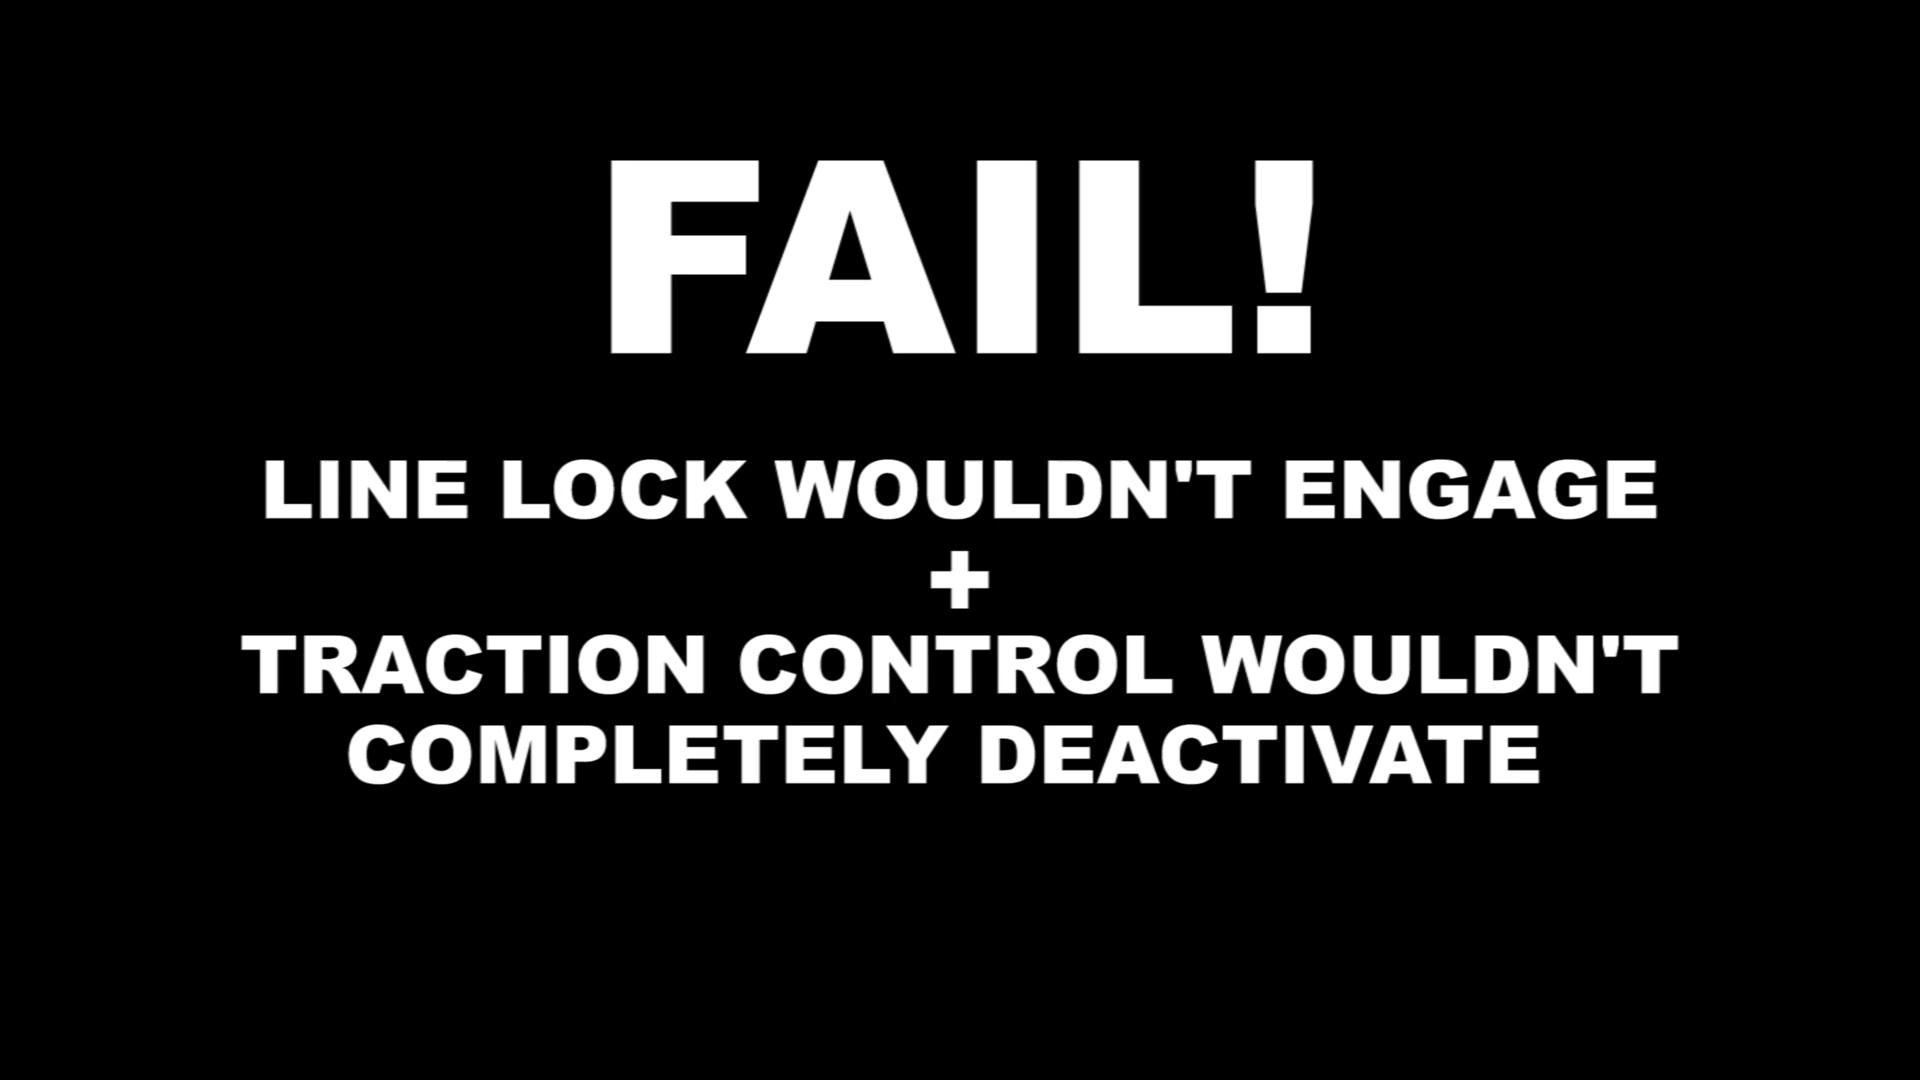 FAIL!
LINE LOCK WOULDN'T ENGAGE
+
TRACTION CONTROL WOULDN'T
COMPLETELY DEACTIVATE